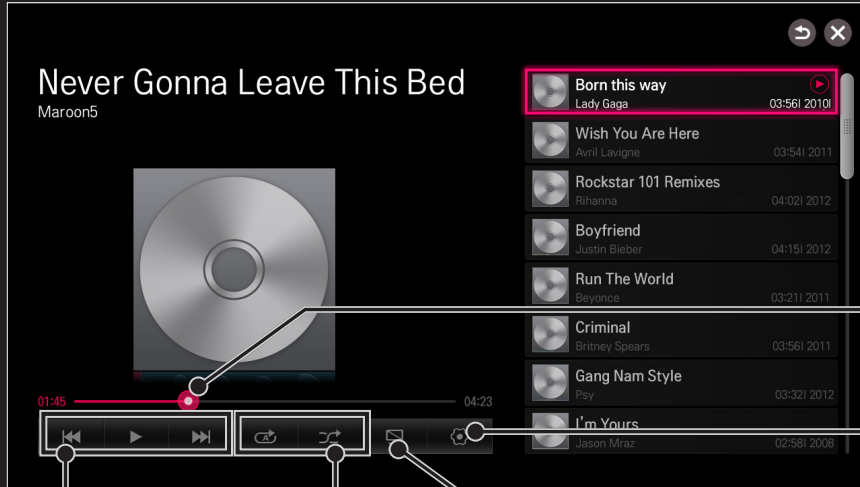 Never Gonna Leave This Bed
Maroon5
01:45
04:23
A
Born this way
Lady Gaga 03:56| 2010|
Wish You Are Here
Avril Lavigne 03:54| 2011
Rockstar 101 Remixes
Rihanna 04:02| 2012
Boyfriend
Justin Bieber 04:15| 2012
Run The World
Beyonce 03:21| 2011
Criminal
Britney Spears 03:56| 2011
Gang Nam Style
Psy 03:32| 2012
I'm Yours
Jason Mraz 02:58| 2008